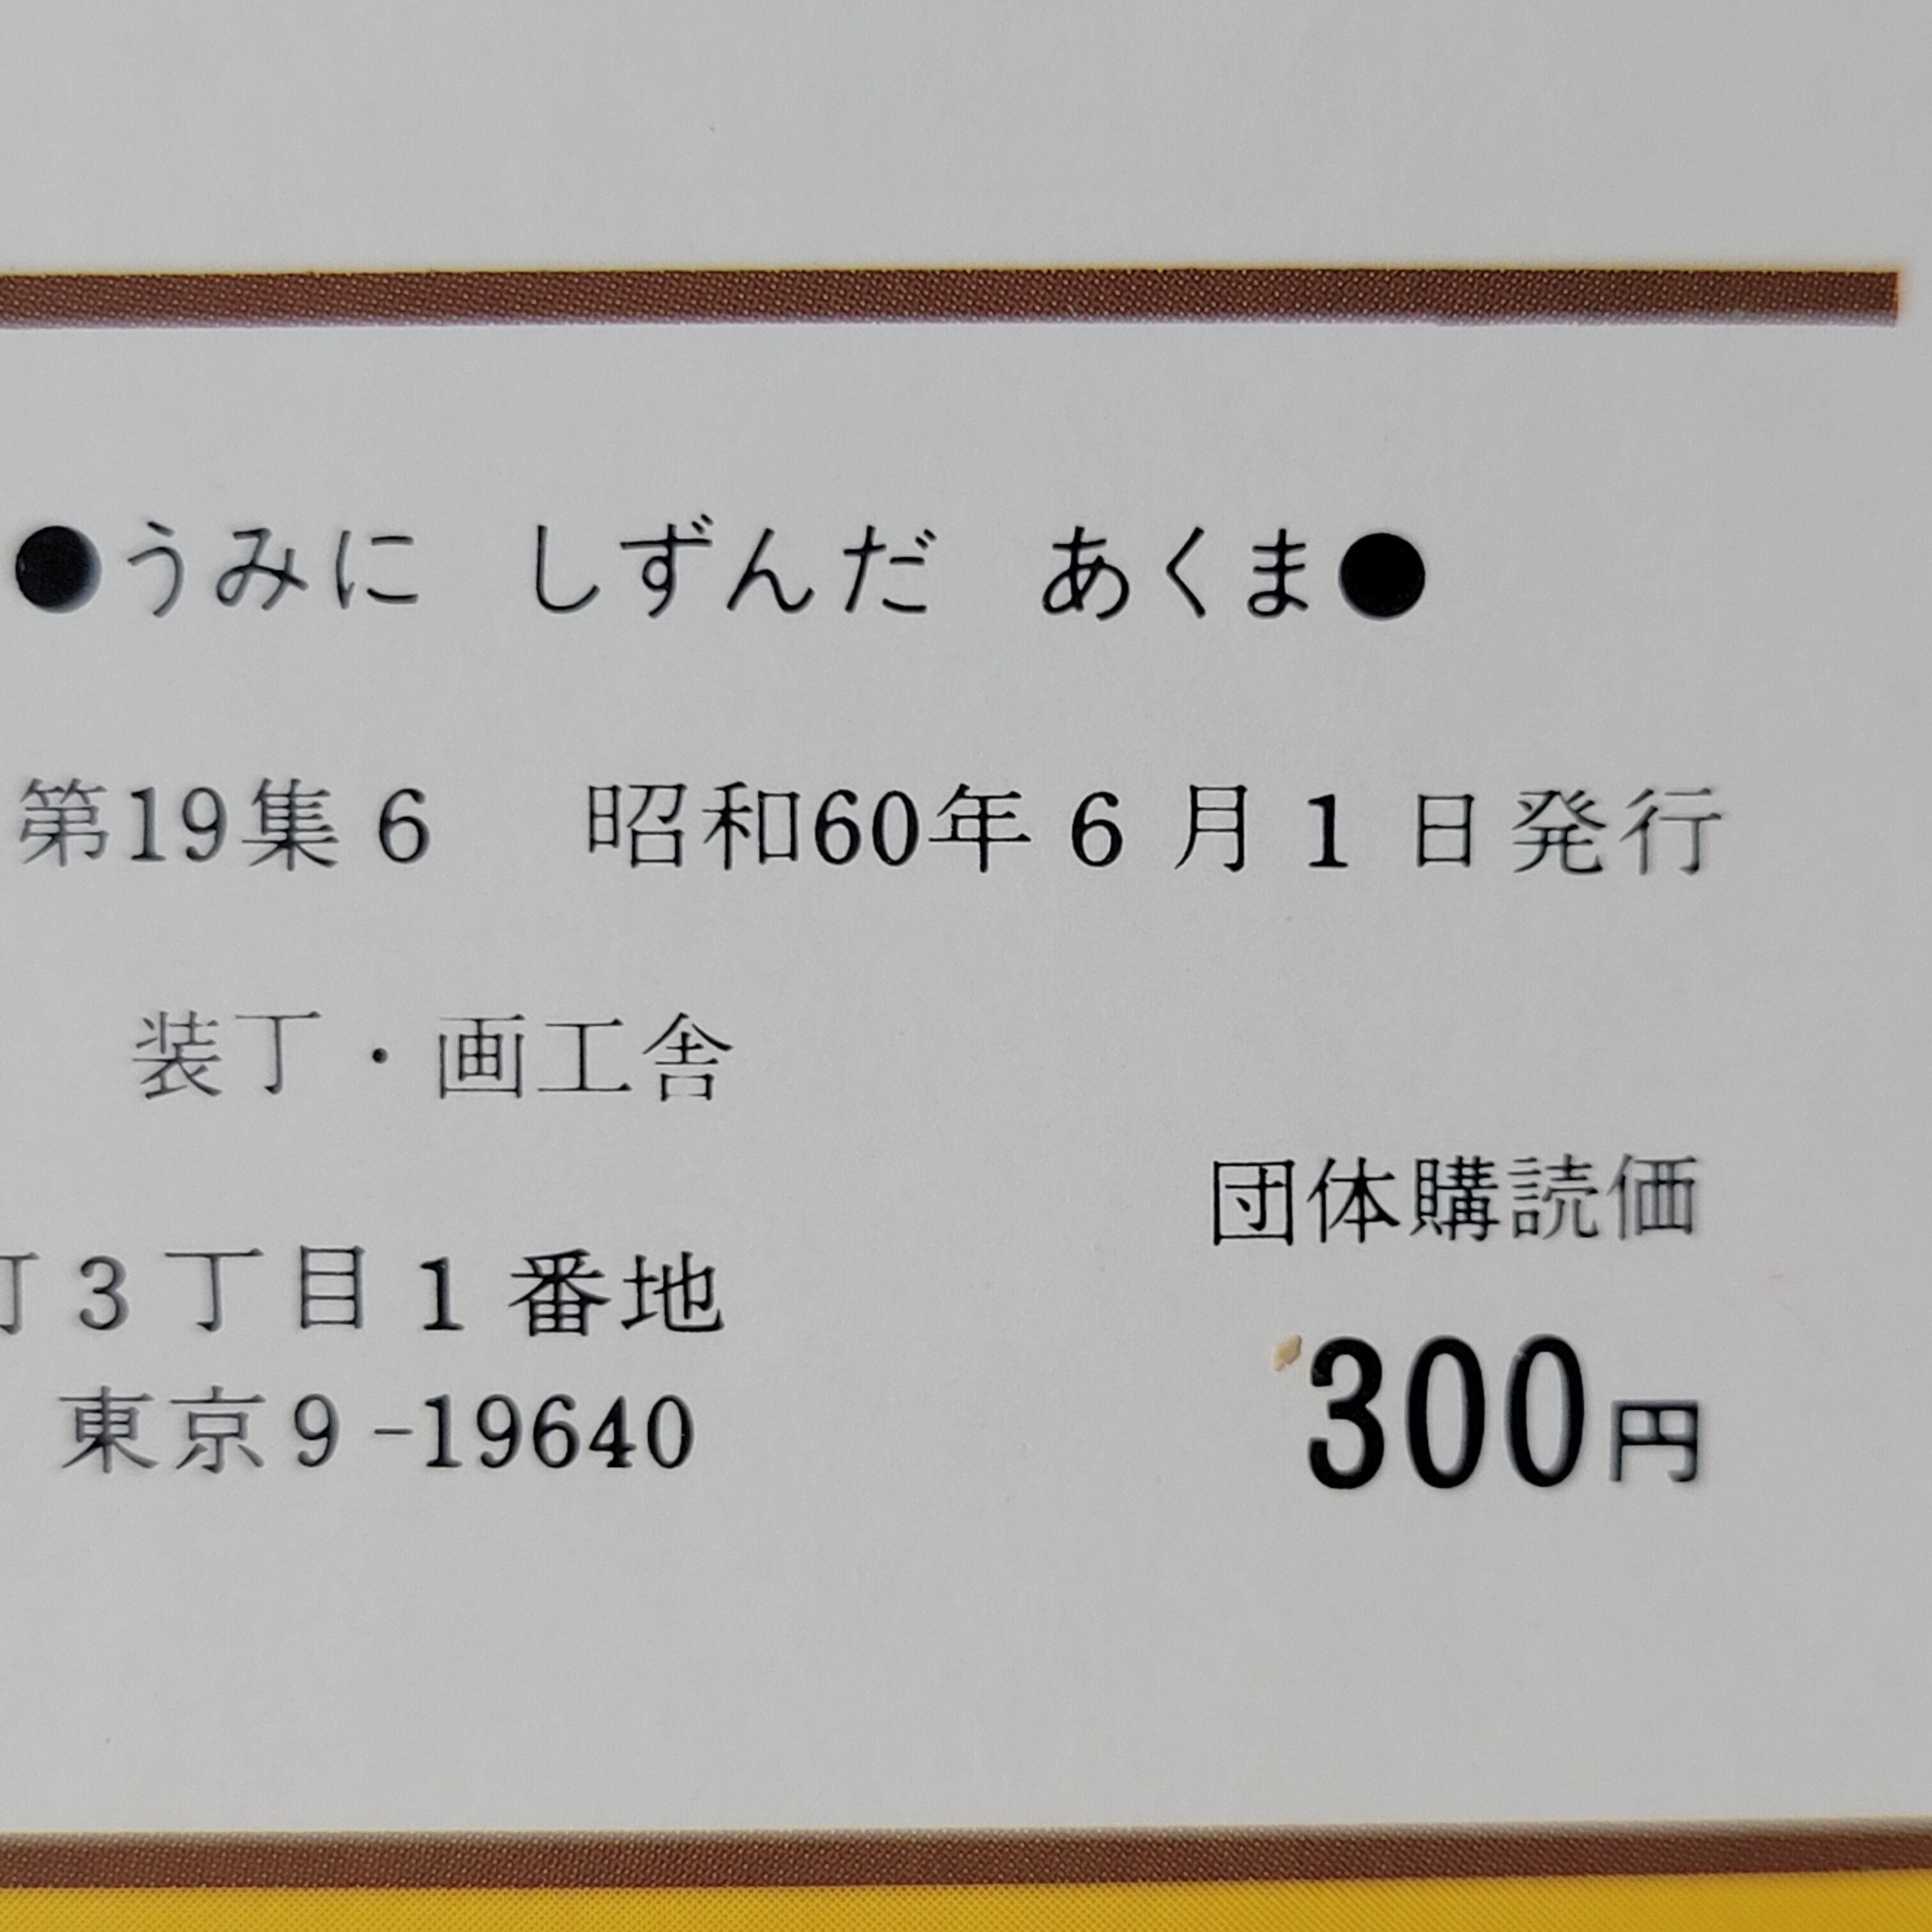 ●うみに　しずんだ　あくま●
第19集6　昭和60年6月1日発行
装丁・画工舎
団体購読価
町3丁目1番地
300円
東京9-19640